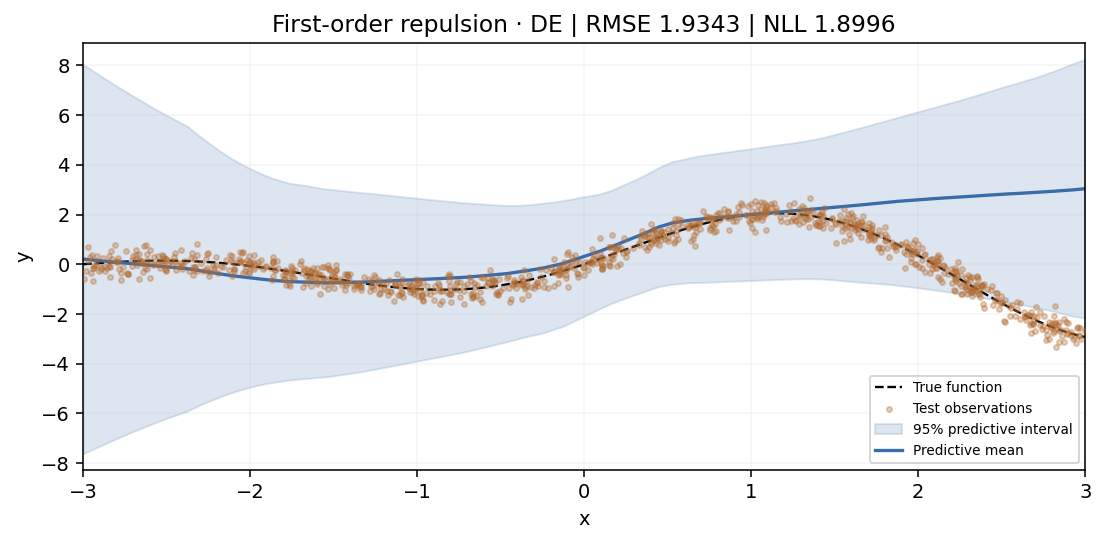 First-order repulsion · DE | RMSE 1.9343 | NLL 1.8996
8
6
4
2
0
−2
−4
−6
−8
y
−3
−2
−1
0
1
2
3
x
True function
Test observations
95% predictive interval
Predictive mean